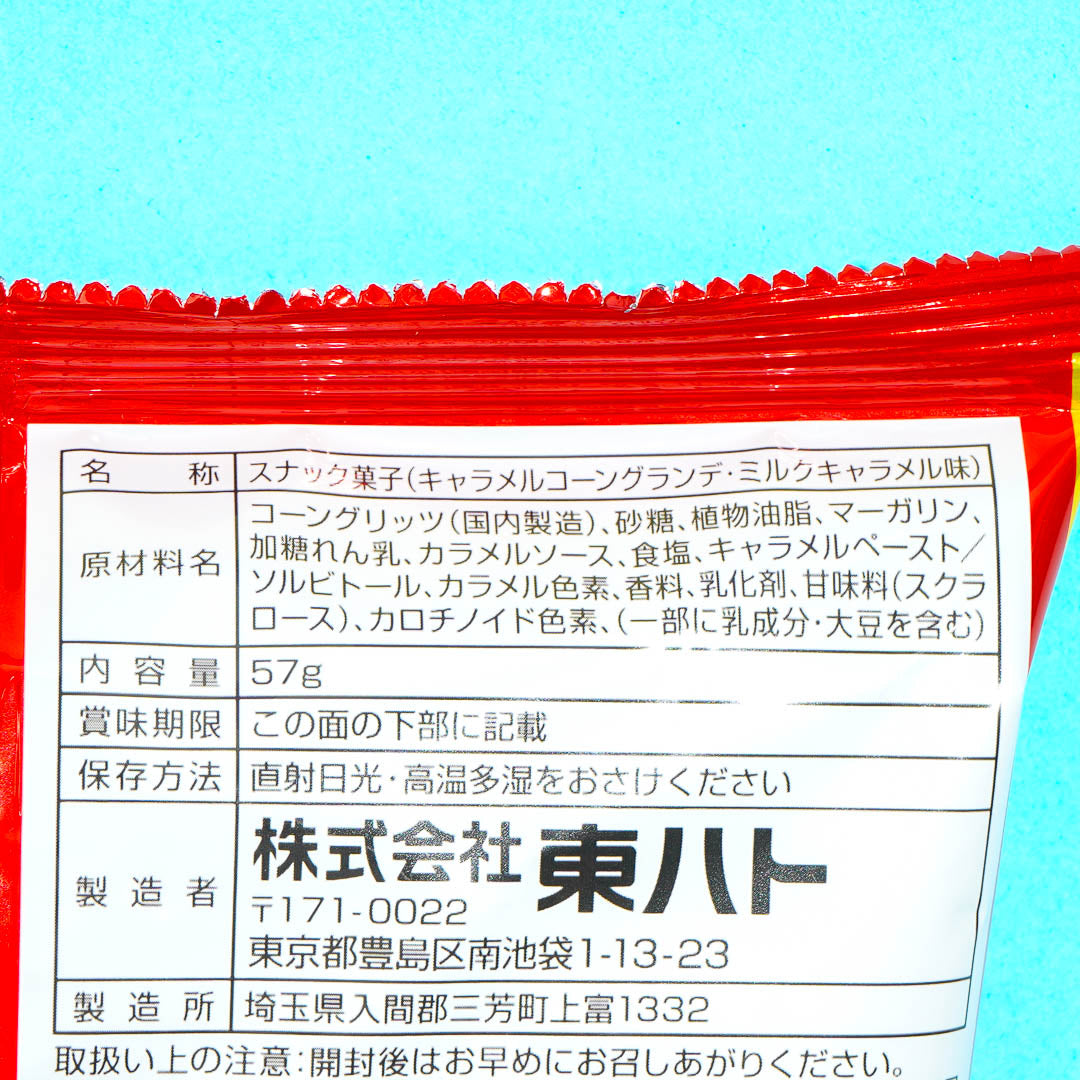 名称 スナック菓子(キャラメルコーングランデ・ミルクキャラメル味)
原材料名 コーングリッツ(国内製造)、砂糖、植物油脂、マーガリン、
加糖れん乳、カラメルソース、食塩、キャラメルペースト/
ソルビトール、カラメル色素、香料、乳化剤、甘味料(スクラ
ロース)、カロチノイド色素、(一部に乳成分・大豆を含む)
内容量 57g
賞味期限 この面の下部に記載
保存方法 直射日光・高温多湿をおさけください
製造者 株式会社 東ハト
〒171-0022
東京都豊島区南池袋1-13-23
製造所 埼玉県入間郡三芳町上富1332
取扱い上の注意:開封後はお早めにお召しあがりください。